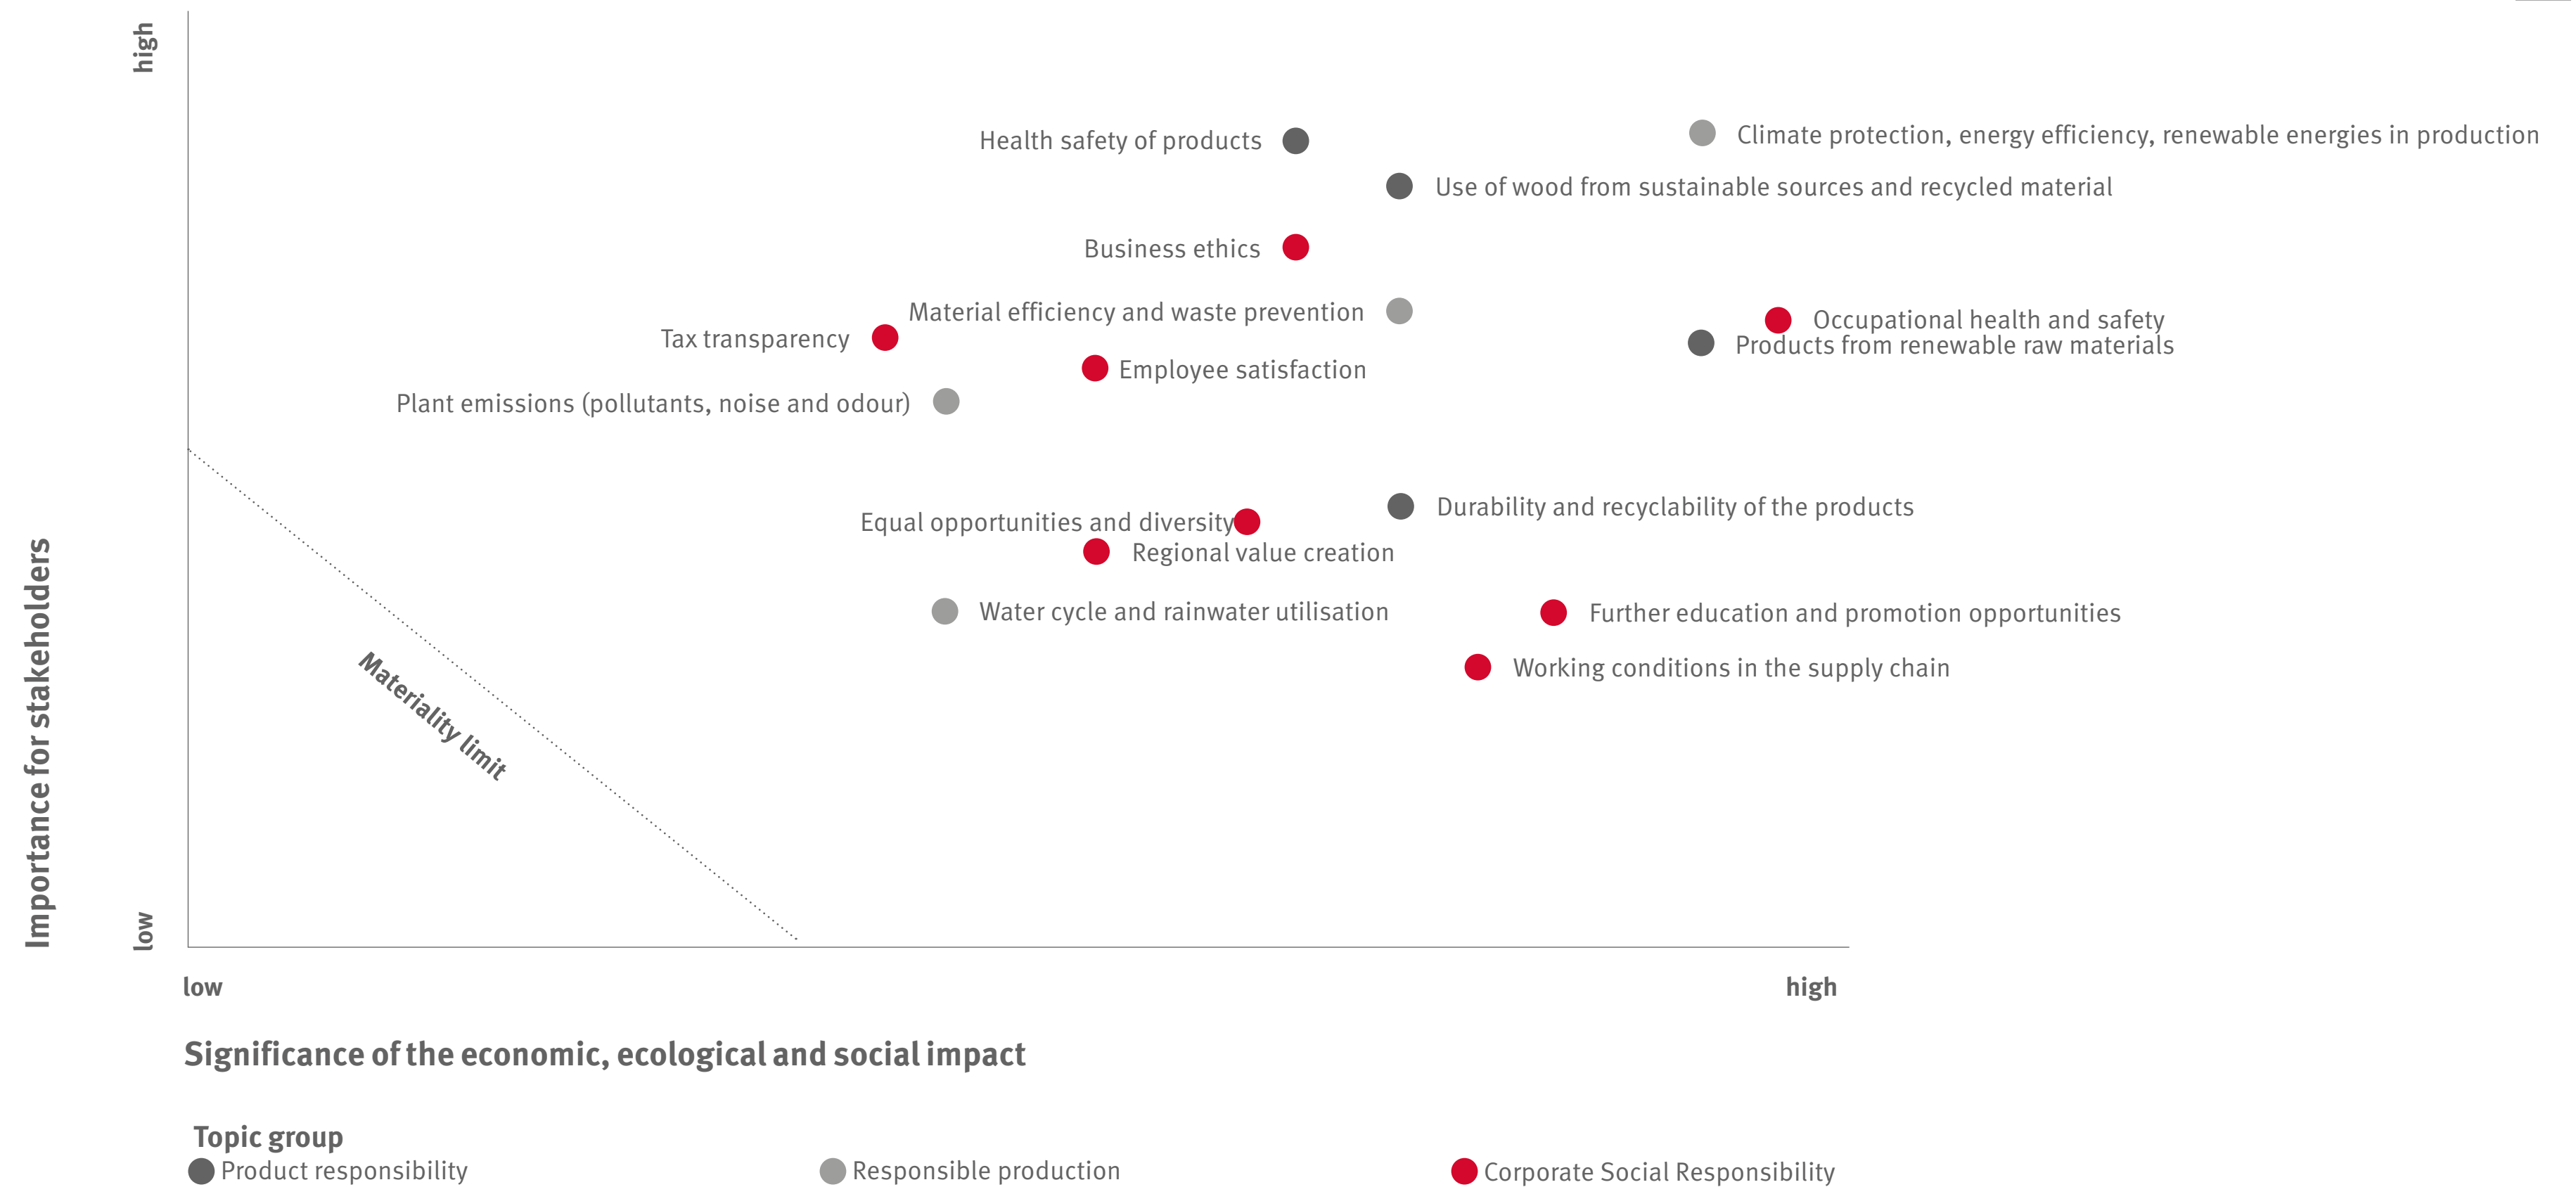 high
Health safety of products
Climate protection, energy efficiency, renewable energies in production
Use of wood from sustainable sources and recycled material
Business ethics
Material efficiency and waste prevention
Occupational health and safety
Tax transparency
Products from renewable raw materials
Employee satisfaction
Plant emissions (pollutants, noise and odour)
Durability and recyclability of the products
Equal opportunities and diversity
Regional value creation
Water cycle and rainwater utilisation
Further education and promotion opportunities
Working conditions in the supply chain
Materiality limit
Importance for stakeholders
low
low
high
Significance of the economic, ecological and social impact
Topic group
Product responsibility
Responsible production
Corporate Social Responsibility